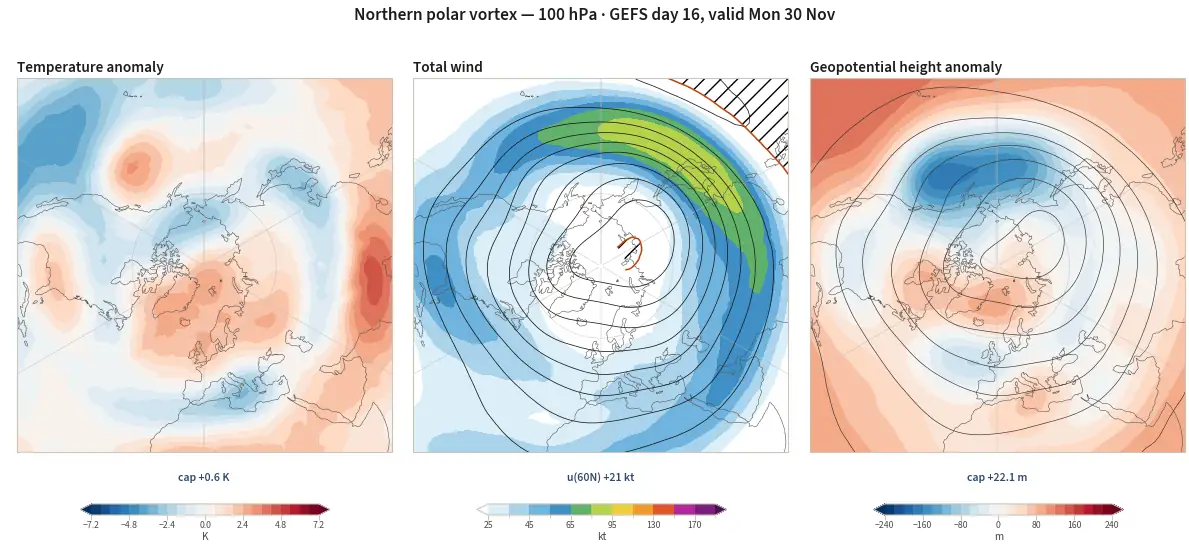 Northern polar vortex — 100 hPa · GEFS day 16, valid Mon 30 Nov
Temperature anomaly
Total wind
Geopotential height anomaly
cap +0.6 K
u(60N) +21 kt
cap +22.1 m
−7.2 −4.8 −2.4 0.0 2.4 4.8 7.2
K
25 45 65 95 130 170
kt
−240 −160 −80 0 80 160 240
m